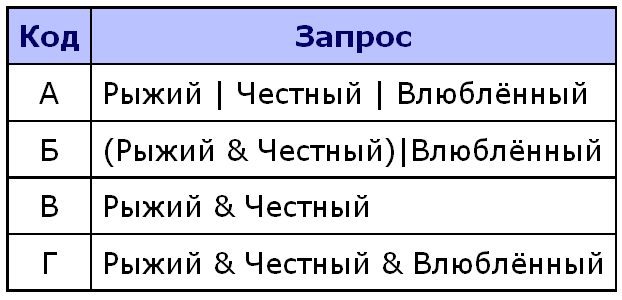 Код Запрос
А Рыжий | Честный | Влюблённый
Б (Рыжий & Честный)|Влюблённый
В Рыжий & Честный
Г Рыжий & Честный & Влюблённый